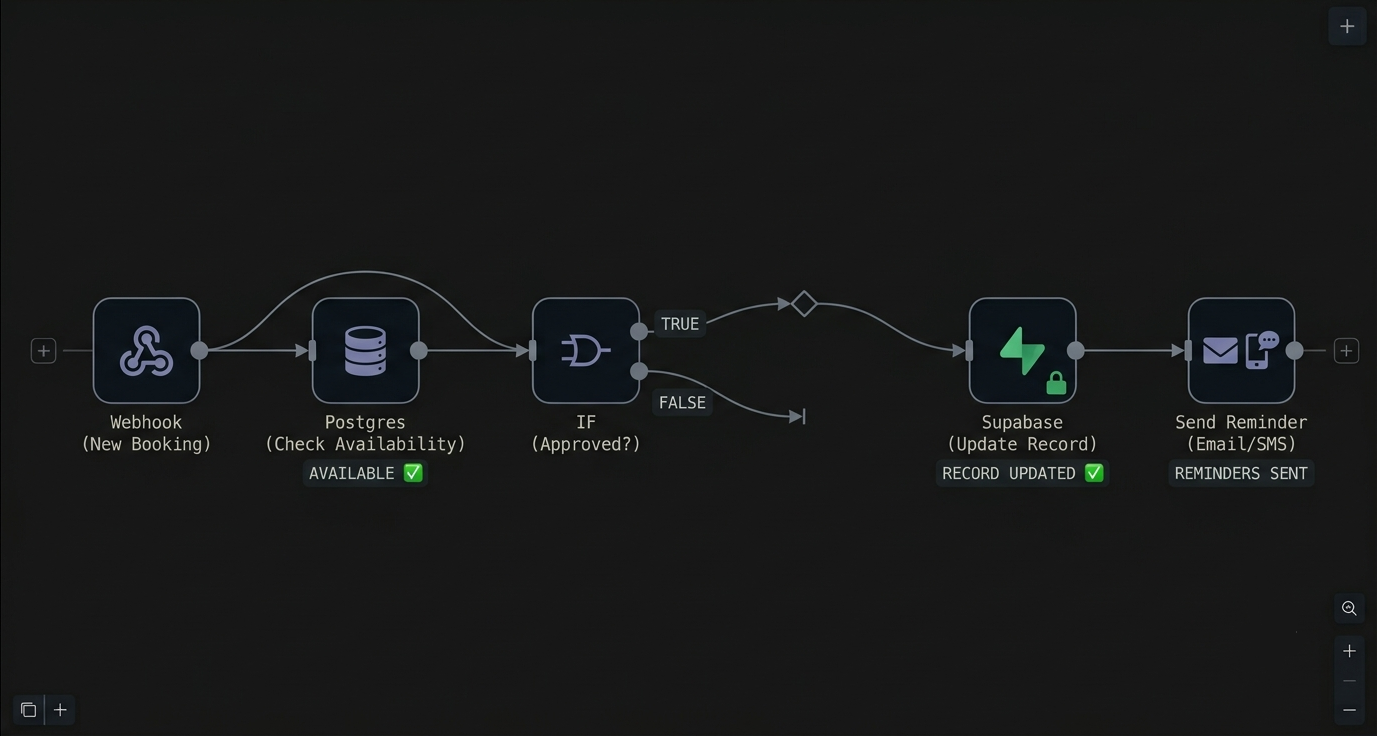 TRUE
FALSE
Webhook
(New Booking)
Postgres
(Check Availability)
AVAILABLE ✅
IF
(Approved?)
Supabase
(Update Record)
RECORD UPDATED ✅
Send Reminder
(Email/SMS)
REMINDERS SENT